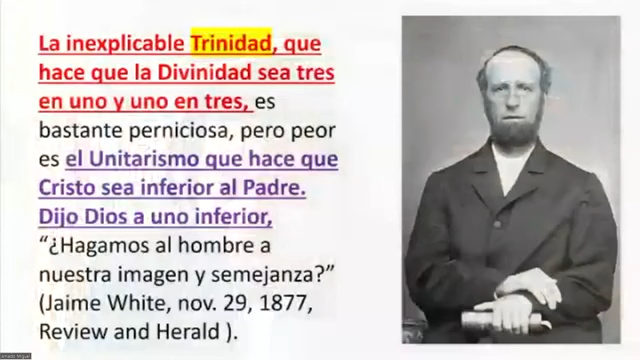 La inexplicable Trinidad, que
hace que la Divinidad sea tres
en uno y uno en tres, es
bastante perniciosa, pero peor
es el Unitarismo que hace que
Cristo sea inferior al Padre.
Dijo Dios a uno inferior,
“¿Hagamos al hombre a
nuestra imagen y semejanza?”
(Jaime White, nov. 29, 1877,
Review and Herald ).